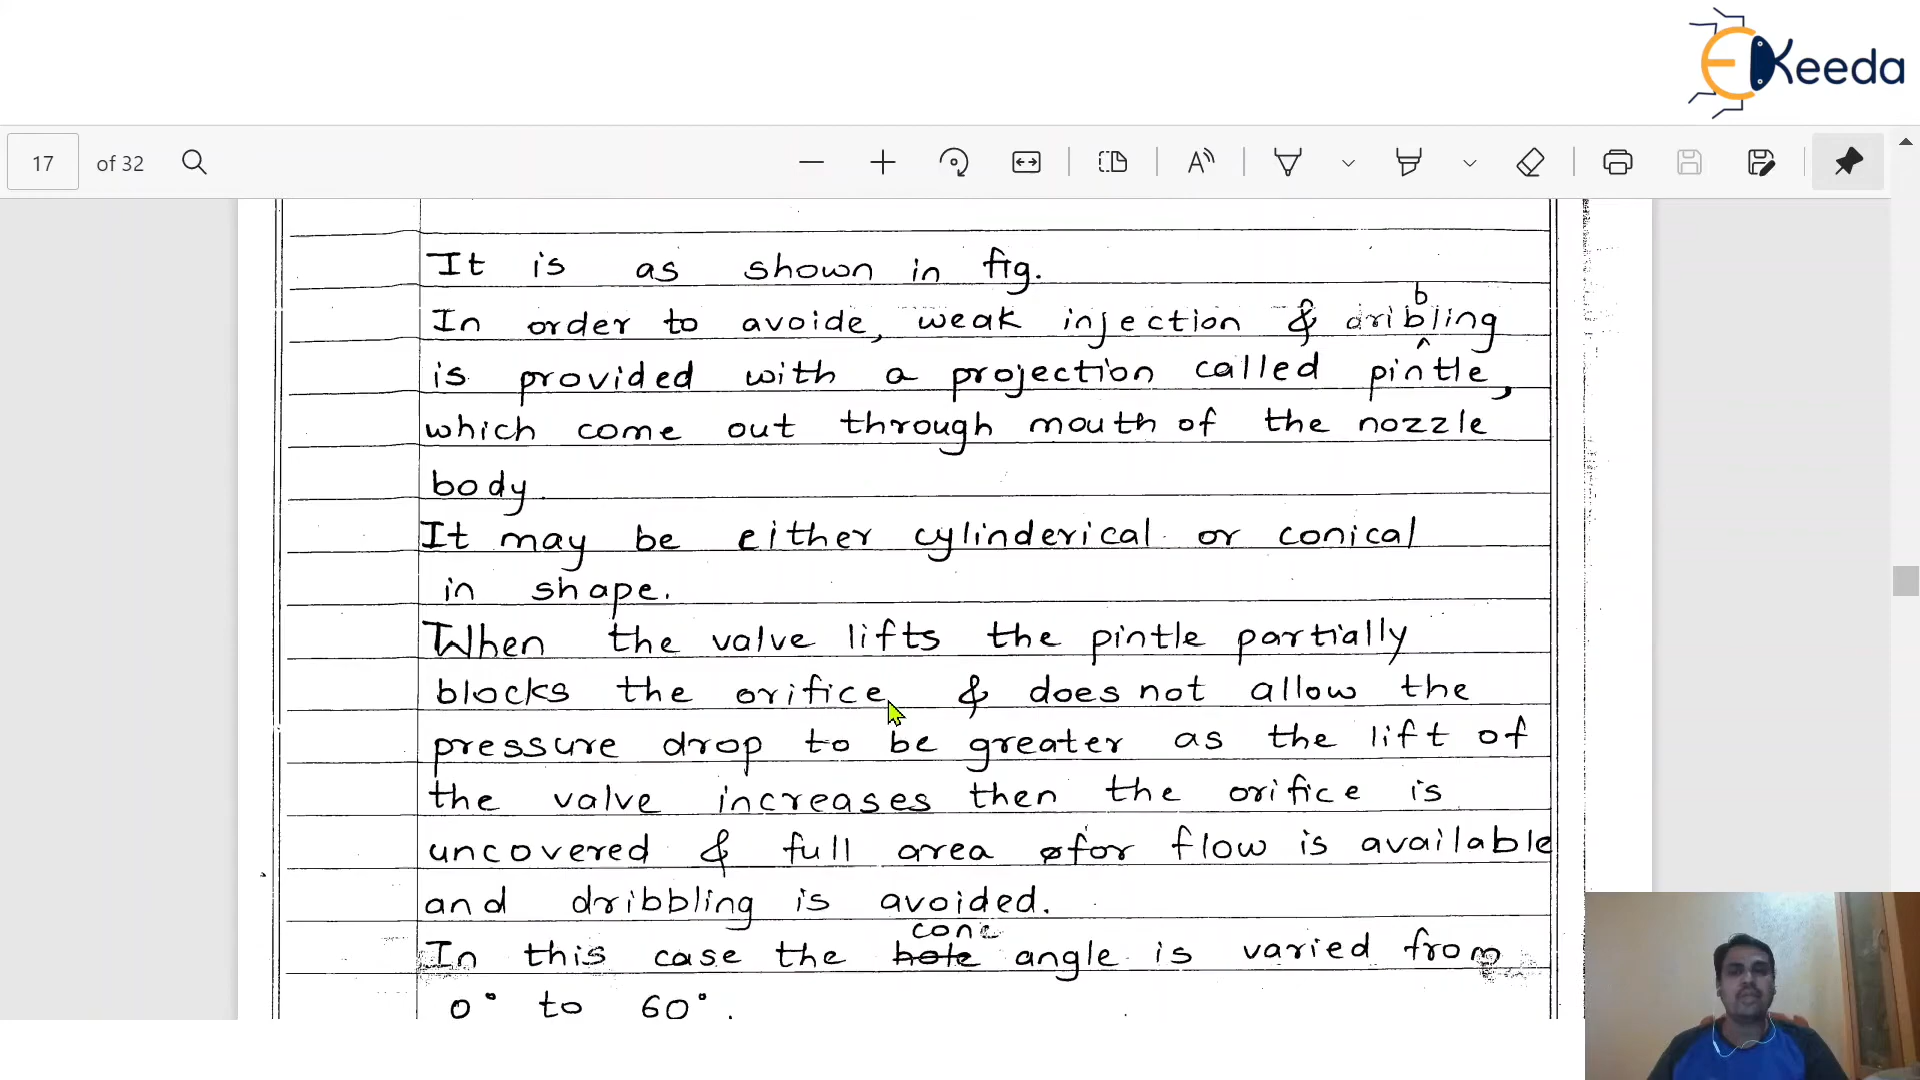 EKeeda
17 of 32
It is as shown in fig.
In order to avoide, weak injection & dribbling
is provided with a projection called pintle,
which come out through mouth of the nozzle
body.
It may be either cylinderical or conical
in shape.
When the valve lifts the pintle partially
blocks the orifice & does not allow the
pressure drop to be greater as the lift of
the valve increases then the orifice is
uncovered & full area for flow is available
and dribbling is avoided.
In this case the cone angle is varied from
0° to 60°.